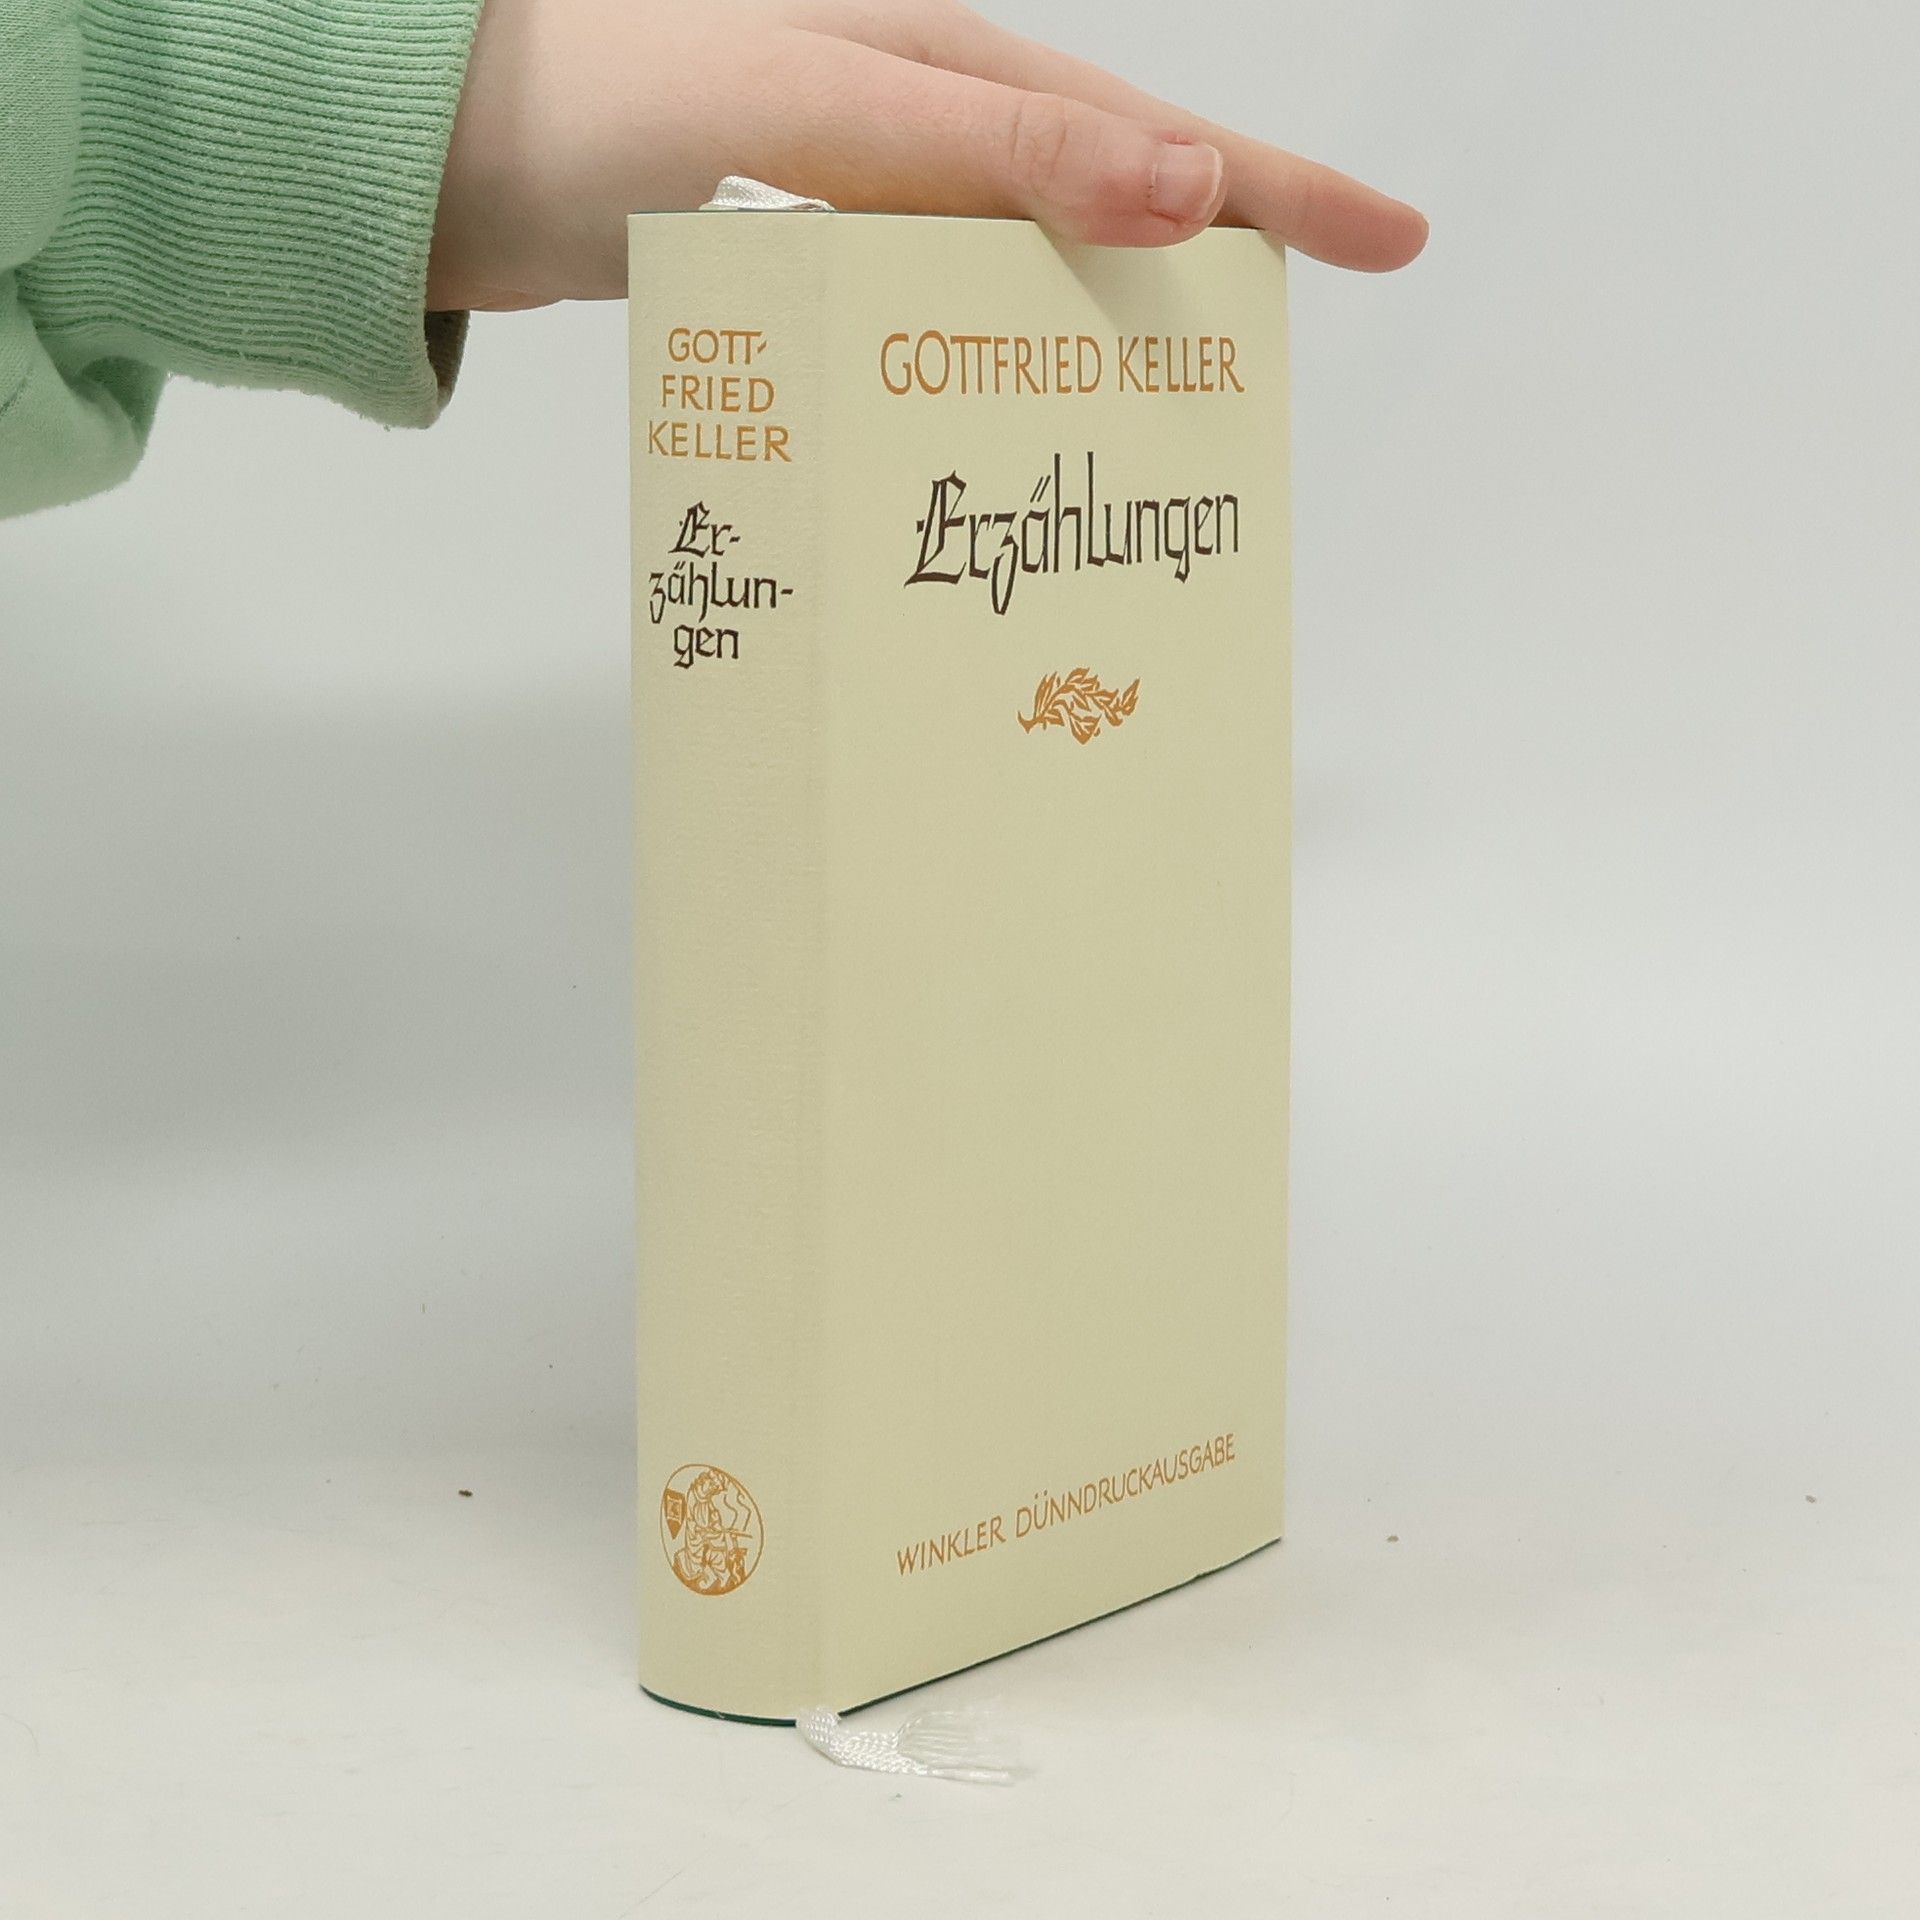 GOTT-
FRIED
KELLER
Er-
zählun-
gen
GOTTFRIED KELLER
Erzählungen
WINKLER DÜNNDRUCKAUSGABE